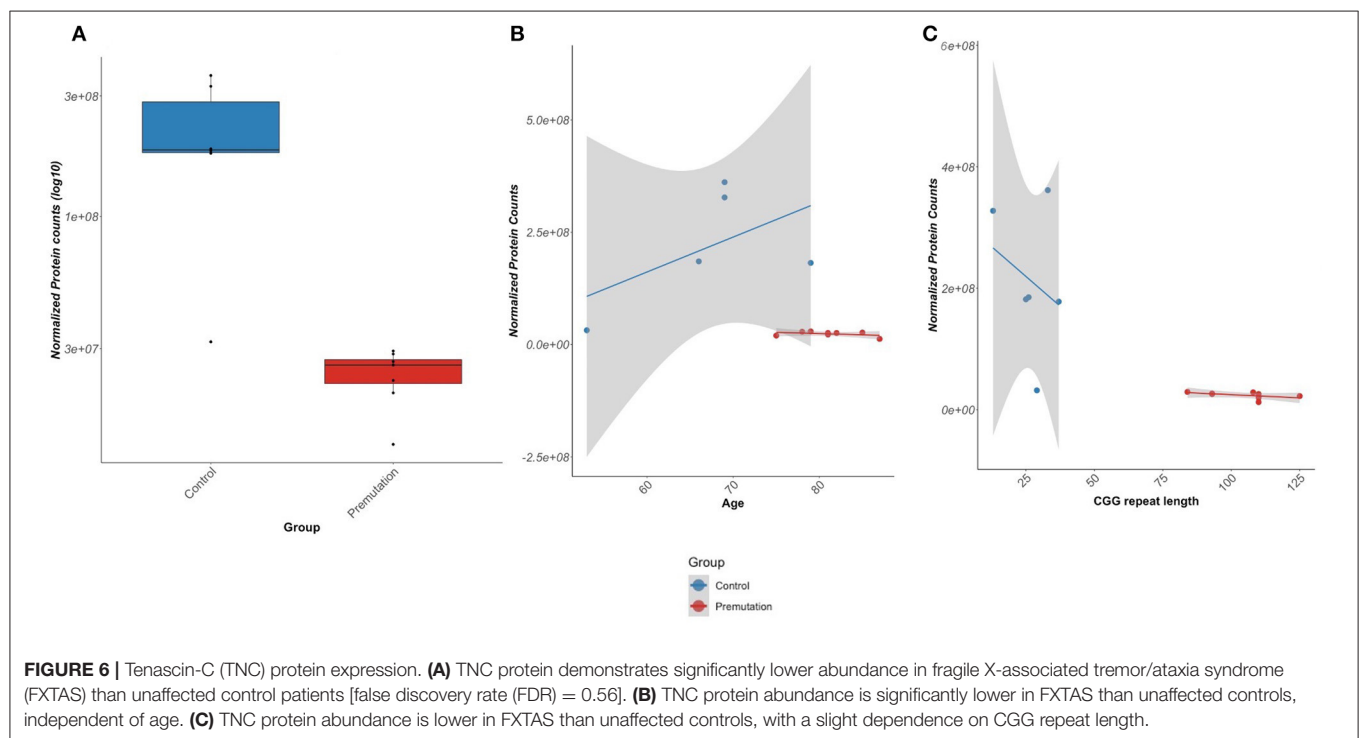 A
Normalized Protein counts (log10)
3e+08
1e+08
3e+07
Control
Premutation
Group
B
Normalized Protein Counts
5.0e+08
2.5e+08
0.0e+00
-2.5e+08
60
70
80
Age
C
Normalized Protein Counts
6e+08
4e+08
2e+08
0e+00
25
50
75
100
125
CGG repeat length
Group
Control
Premutation
FIGURE 6 | Tenascin-C (TNC) protein expression. (A) TNC protein demonstrates significantly lower abundance in fragile X-associated tremor/ataxia syndrome
(FXTAS) than unaffected control patients [false discovery rate (FDR) = 0.56]. (B) TNC protein abundance is significantly lower in FXTAS than unaffected controls,
independent of age. (C) TNC protein abundance is lower in FXTAS than unaffected controls, with a slight dependence on CGG repeat length.